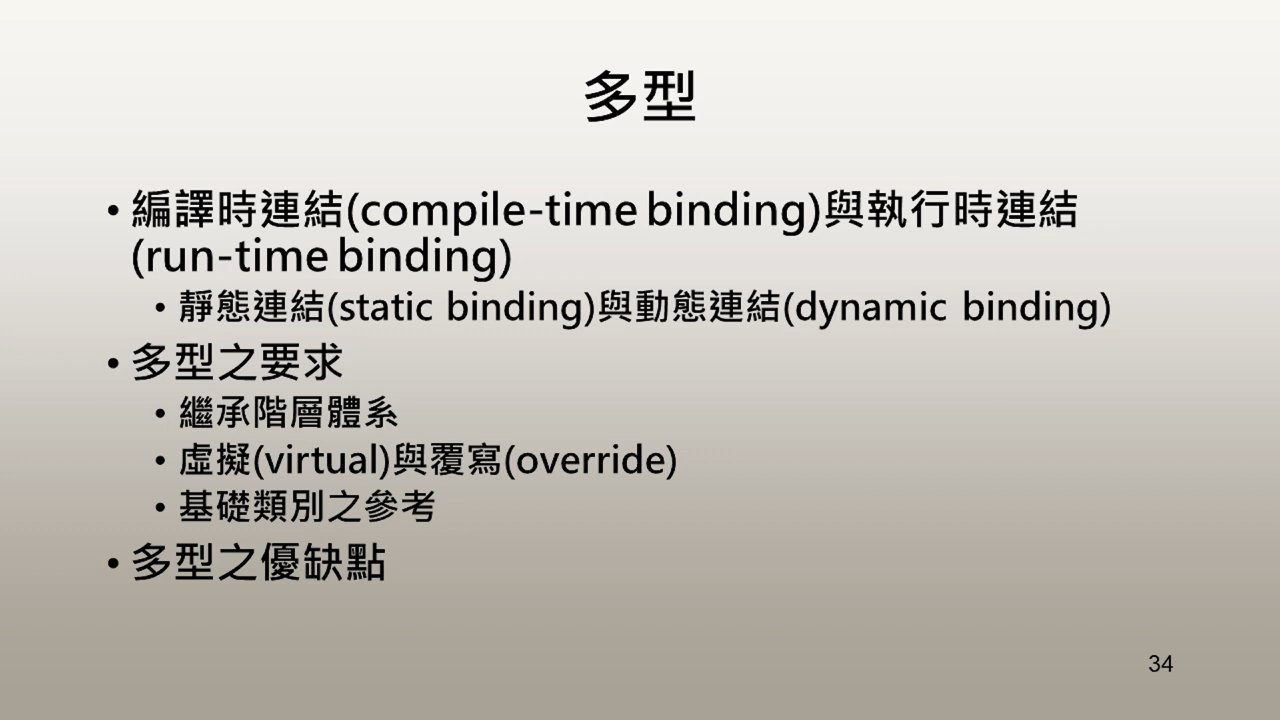 多型
• 編譯時連結(compile-time binding)與執行時連結
(run-time binding)
• 靜態連結(static binding)與動態連結(dynamic binding)
• 多型之要求
• 繼承階層體系
• 虛擬(virtual)與覆寫(override)
• 基礎類別之參考
• 多型之優缺點
34